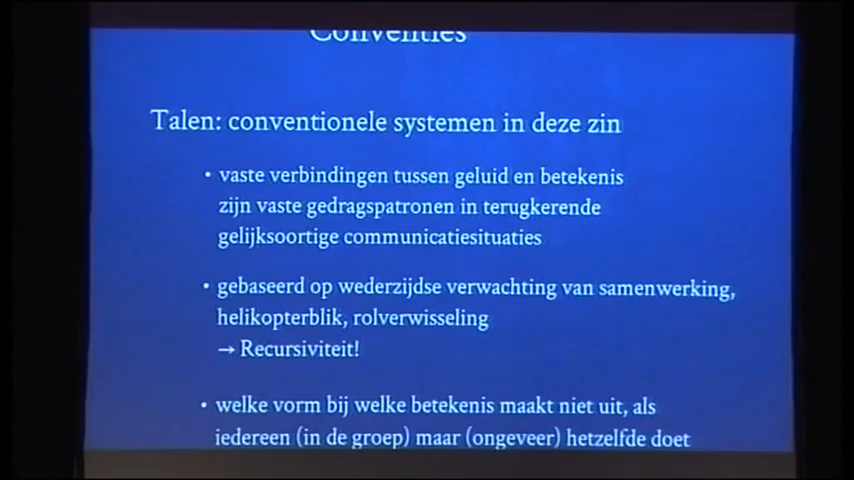 Conventies
Talen: conventionele systemen in deze zin
• vaste verbindingen tussen geluid en betekenis
zijn vaste gedragspatronen in terugkerende
gelijksoortige communicatiesituaties
• gebaseerd op wederzijdse verwachting van samenwerking,
helikopterblik, rolverwisseling
→ Recursiviteit!
• welke vorm bij welke betekenis maakt niet uit, als
iedereen (in de groep) maar (ongeveer) hetzelfde doet